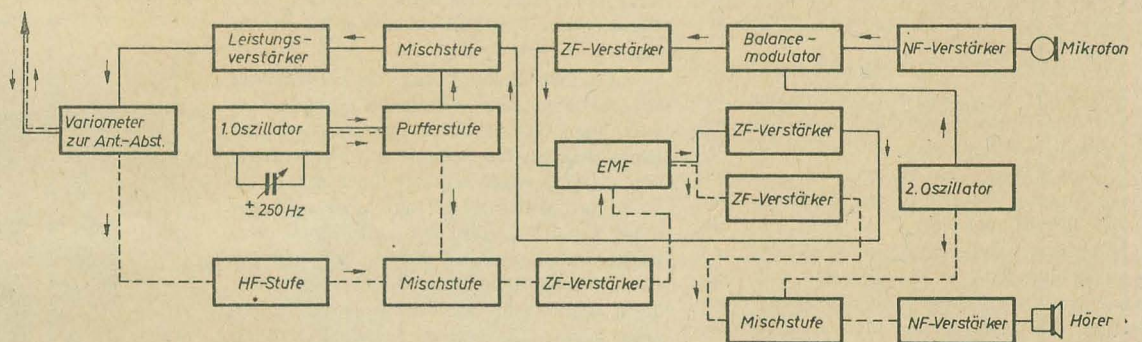 Leistungs-
verstärker
Mischstufe
ZF-Verstärker
Balance-
modulator
NF-Verstärker
Mikrofon
Variometer
zur Ant.-Abst.
1. Oszillator
Pufferstufe
EMF
ZF-Verstärker
ZF-Verstärker
2. Oszillator
± 250 Hz
HF-Stufe
Mischstufe
ZF-Verstärker
Mischstufe
NF-Verstärker
Hörer